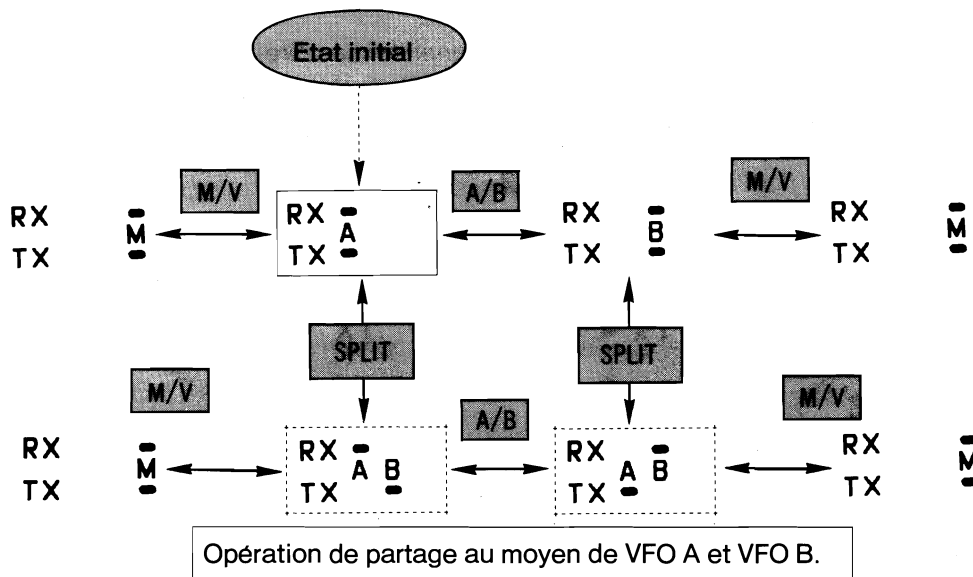 Etat initial
M/V A/B M/V
RX RX RX RX
M A B M
TX TX TX TX
SPLIT SPLIT
M/V A/B M/V
RX RX RX RX
M A B A B M
TX TX TX TX
Opération de partage au moyen de VFO A et VFO B.